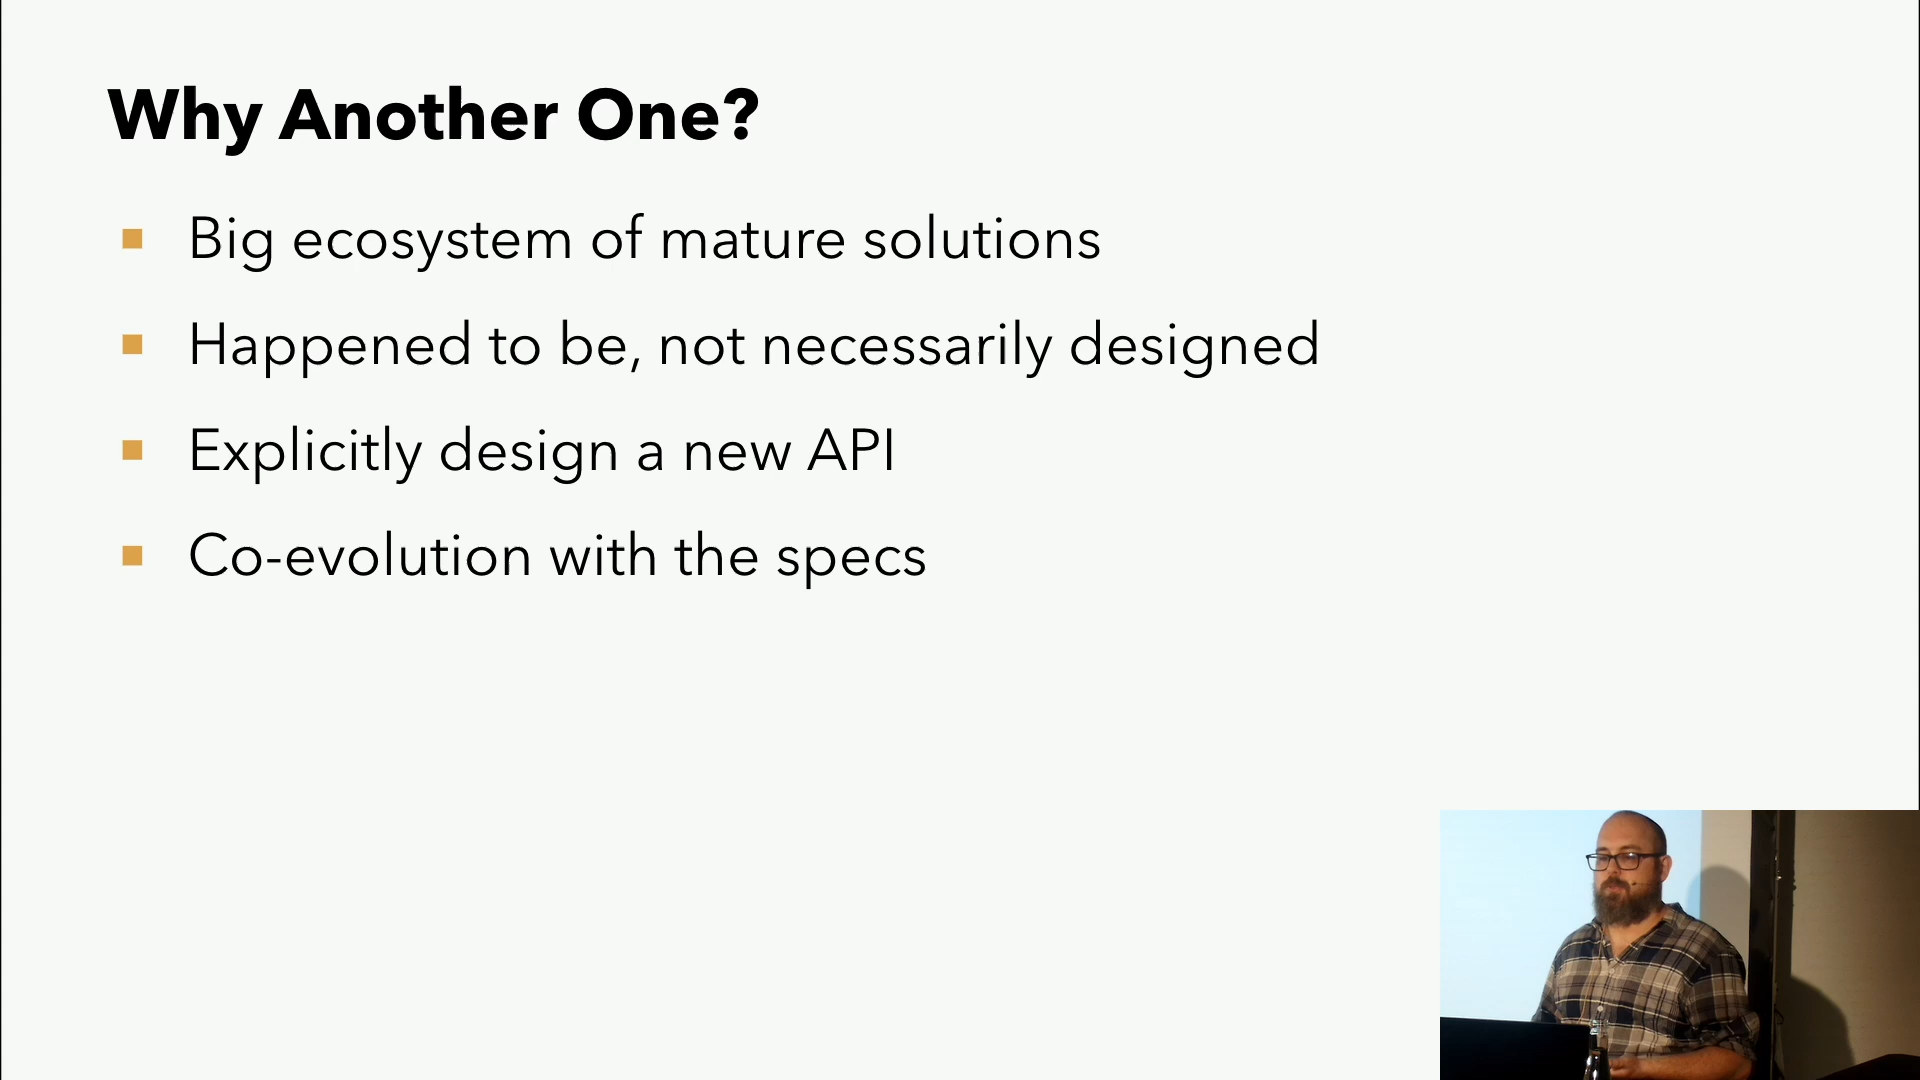 Why Another One?
Big ecosystem of mature solutions
Happened to be, not necessarily designed
Explicitly design a new API
Co-evolution with the specs